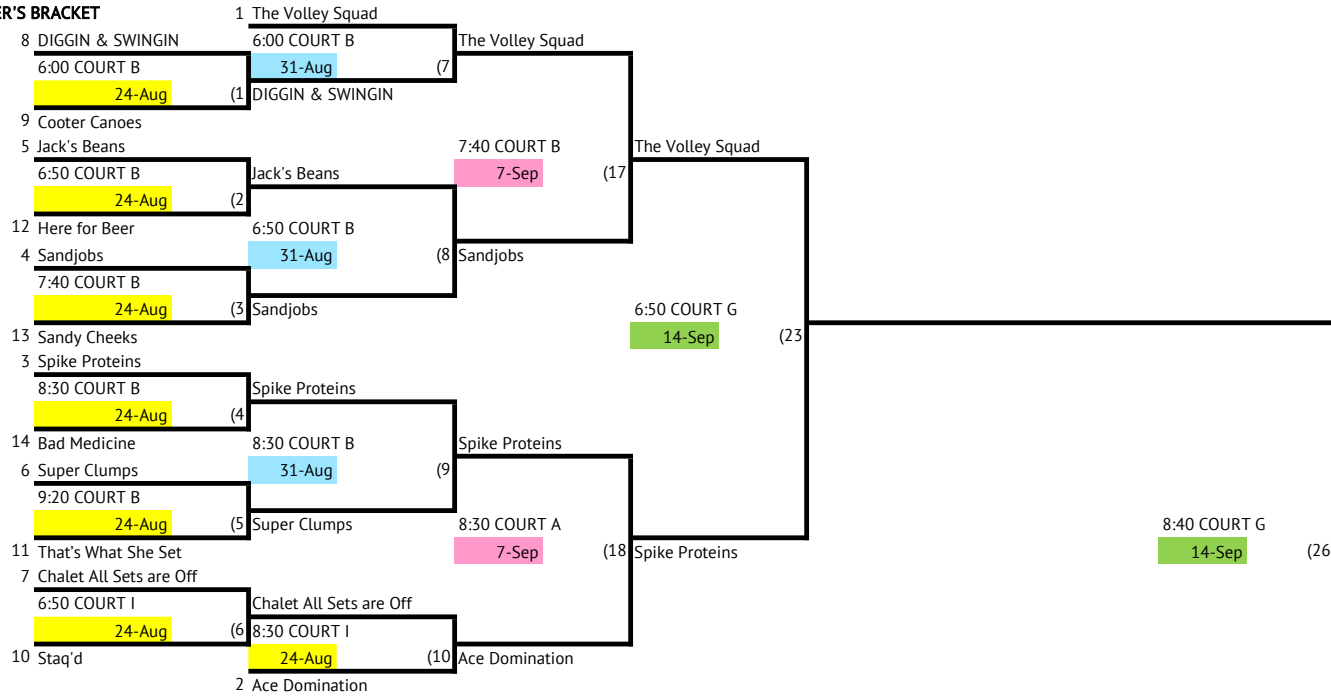 ER'S BRACKET
1 The Volley Squad
8 DIGGIN & SWINGIN
6:00 COURT B
The Volley Squad
6:00 COURT B
31-Aug (7
24-Aug (1
DIGGIN & SWINGIN
9 Cooter Canoes
5 Jack's Beans
7:40 COURT B
The Volley Squad
6:50 COURT B
Jack's Beans
7-Sep (17
24-Aug (2
12 Here for Beer
6:50 COURT B
4 Sandjobs
31-Aug (8
Sandjobs
7:40 COURT B
24-Aug (3
Sandjobs
6:50 COURT G
13 Sandy Cheeks
14-Sep (23
3 Spike Proteins
8:30 COURT B
Spike Proteins
24-Aug (4
14 Bad Medicine
8:30 COURT B
Spike Proteins
6 Super Clumps
31-Aug (9
9:20 COURT B
24-Aug (5
Super Clumps
8:30 COURT A
8:40 COURT G
11 That's What She Set
7-Sep (18
Spike Proteins
14-Sep (26
7 Chalet All Sets are Off
6:50 COURT I
Chalet All Sets are Off
24-Aug (6
8:30 COURT I
10 Staq'd
24-Aug (10
Ace Domination
2 Ace Domination